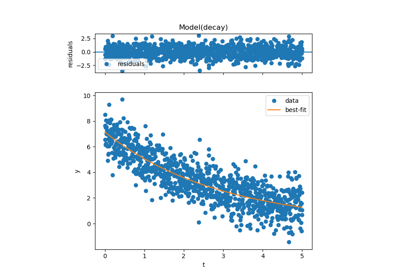 Model(decay)
2.5
0.0
−2.5
residuals
residuals
10
8
6
4
2
0
y
data
best-fit
0 1 2 3 4 5
t